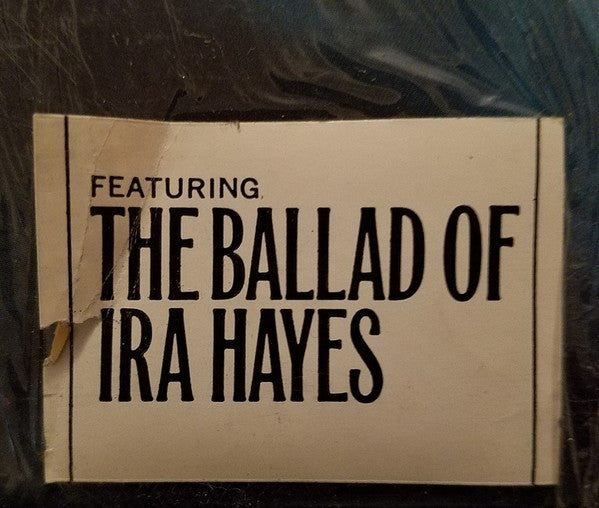 FEATURING
THE BALLAD OF
IRA HAYES